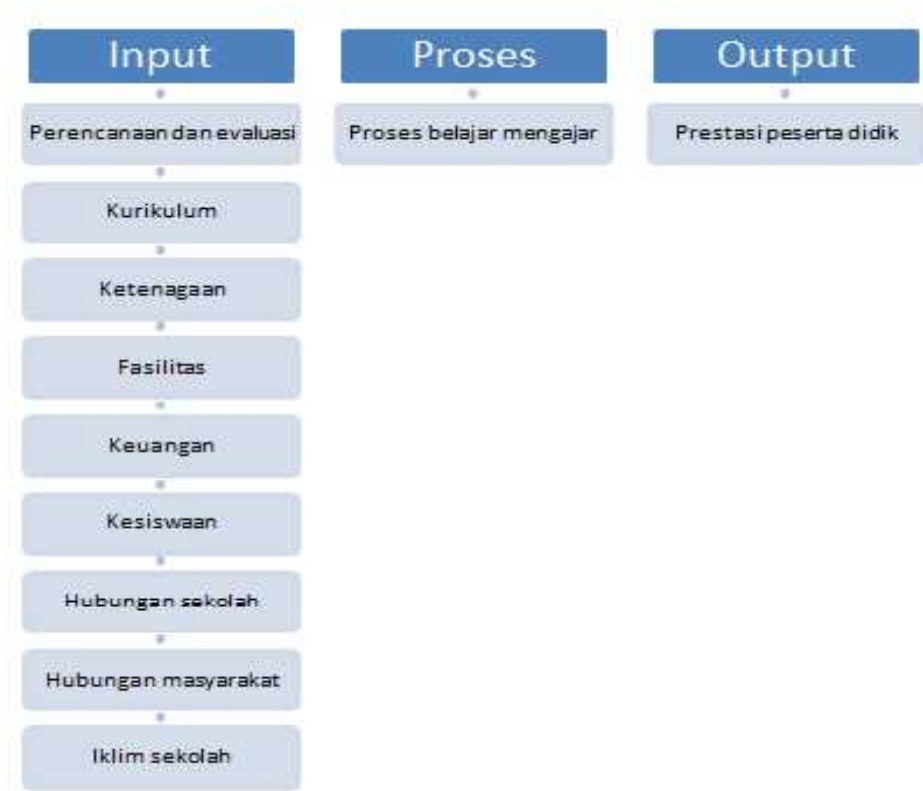 Input
Perencanaan dan evaluasi
Kurikulum
Ketenagaan
Fasilitas
Keuangan
Kesiswaan
Hubungan sekolah
Hubungan masyarakat
Iklim sekolah
Proses
Proses belajar mengajar
Output
Prestasi peserta didik